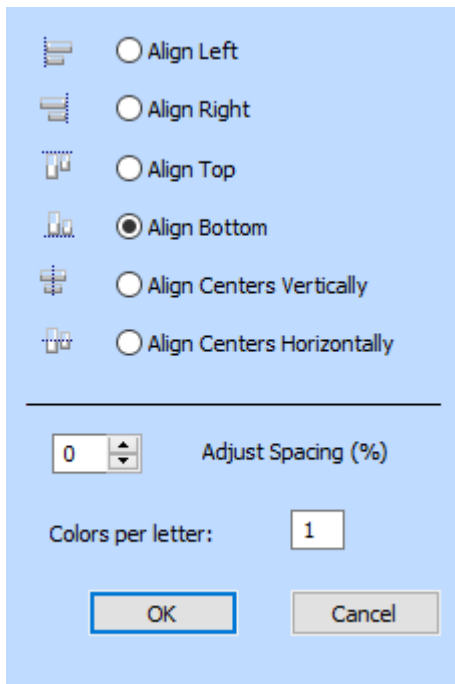 Align Left
Align Right
Align Top
Align Bottom
Align Centers Vertically
Align Centers Horizontally
0 Adjust Spacing (%)
Colors per letter: 1
OK Cancel